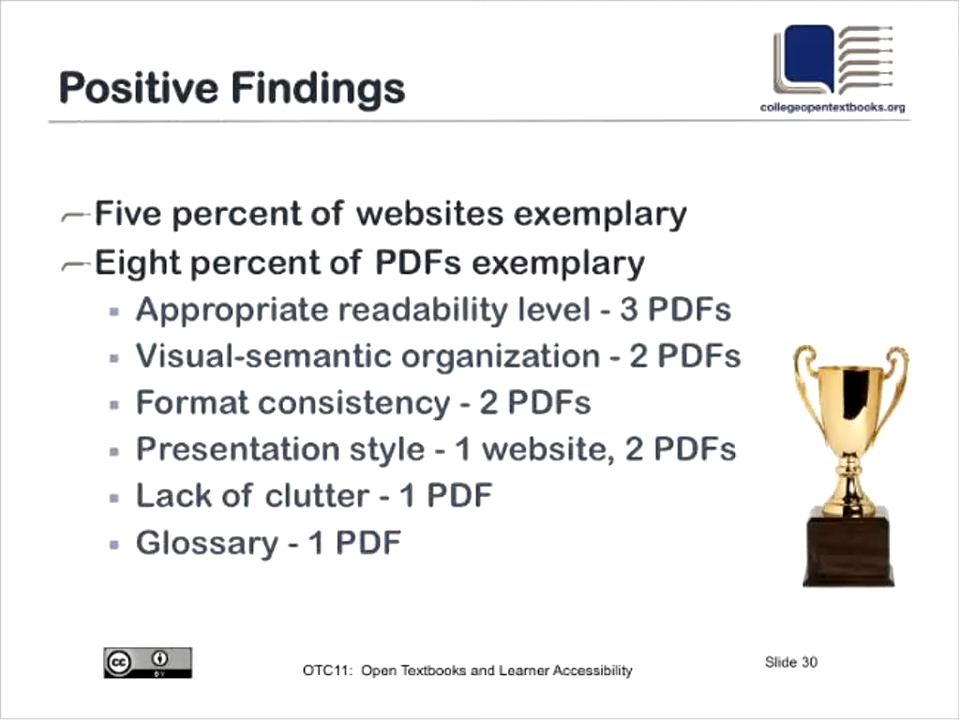 Positive Findings
collegeopentextbooks.org
Five percent of websites exemplary
Eight percent of PDFs exemplary
Appropriate readability level - 3 PDFs
Visual-semantic organization - 2 PDFs
Format consistency - 2 PDFs
Presentation style - 1 website, 2 PDFs
Lack of clutter - 1 PDF
Glossary - 1 PDF
cc
BY
OTC11: Open Textbooks and Learner Accessibility
Slide 30